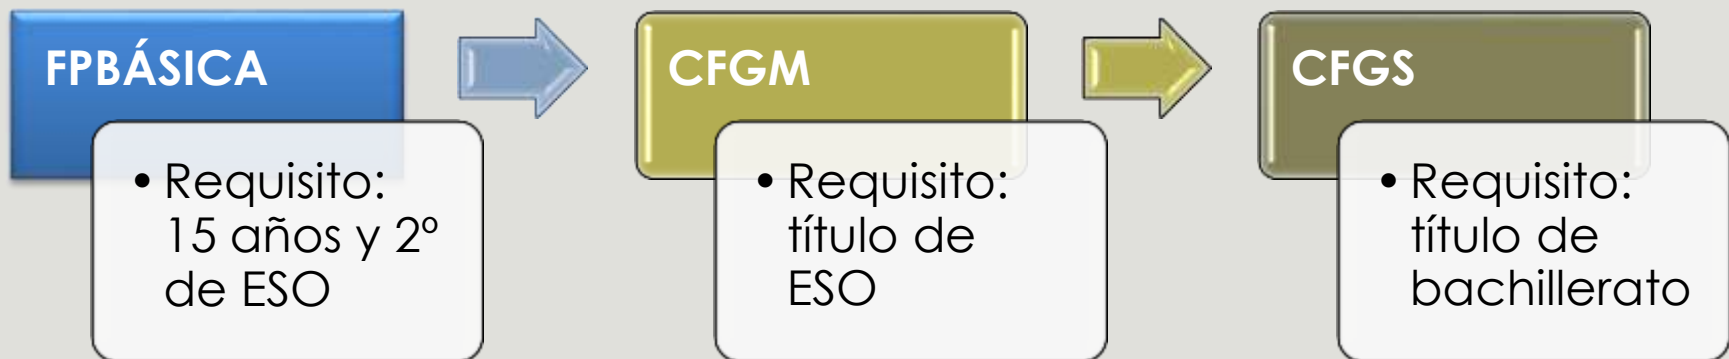 FPBÁSICA
• Requisito:
15 años y 2º
de ESO
CFGM
• Requisito:
título de
ESO
CFGS
• Requisito:
título de
bachillerato